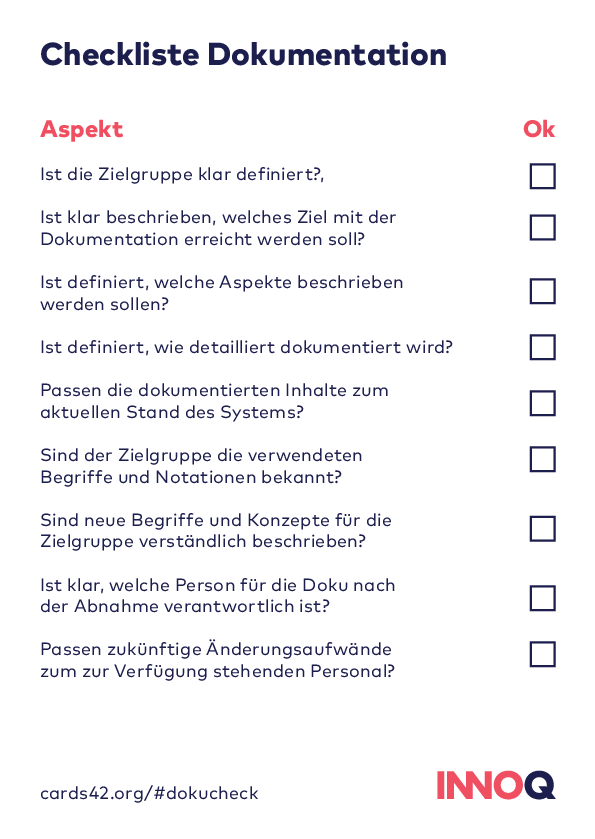 Checkliste Dokumentation
Aspekt Ok
Ist die Zielgruppe klar definiert?,
Ist klar beschrieben, welches Ziel mit der
Dokumentation erreicht werden soll?
Ist definiert, welche Aspekte beschrieben
werden sollen?
Ist definiert, wie detailliert dokumentiert wird?
Passen die dokumentierten Inhalte zum
aktuellen Stand des Systems?
Sind der Zielgruppe die verwendeten
Begriffe und Notationen bekannt?
Sind neue Begriffe und Konzepte für die
Zielgruppe verständlich beschrieben?
Ist klar, welche Person für die Doku nach
der Abnahme verantwortlich ist?
Passen zukünftige Änderungsaufwände
zum zur Verfügung stehenden Personal?
cards42.org/#dokucheck INNOQ